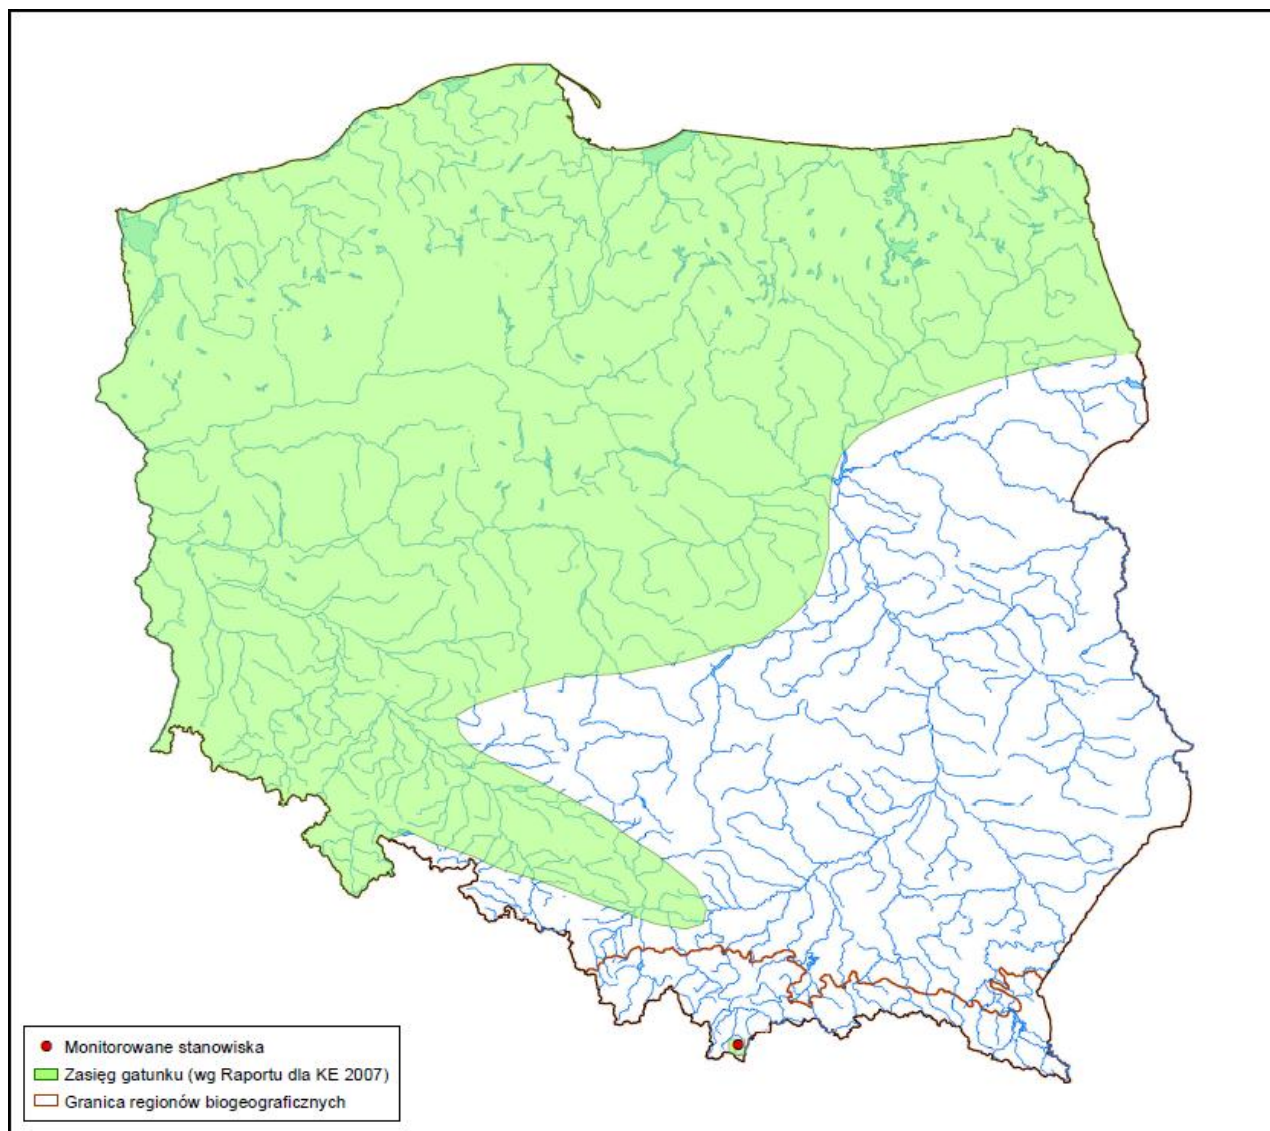 Monitorowane stanowiska
Zasięg gatunku (wg Raportu dla KE 2007)
Granica regionów biogeograficznych